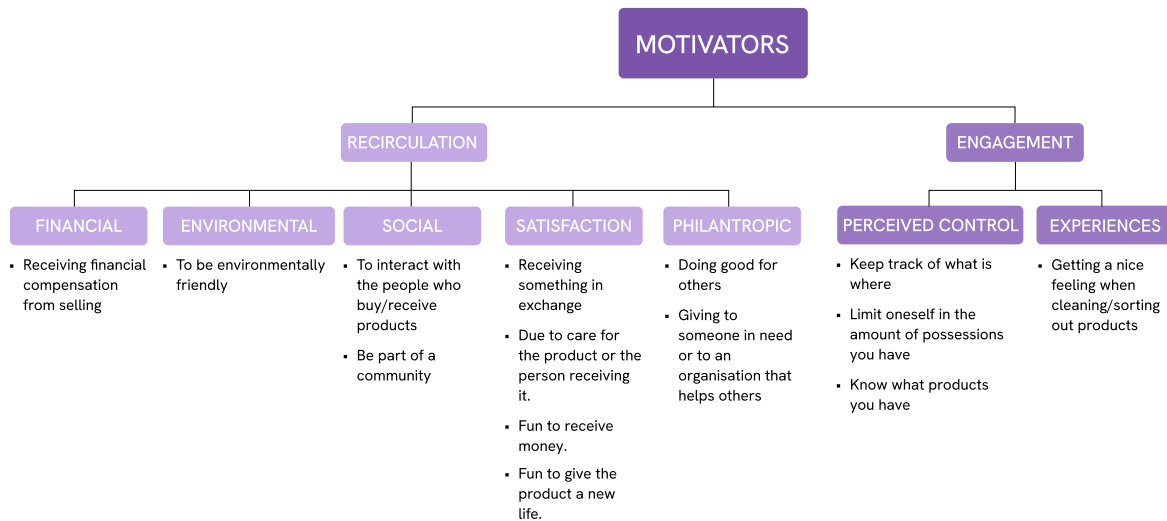 MOTIVATORS
RECIRCULATION
ENGAGEMENT
FINANCIAL
ENVIRONMENTAL
SOCIAL
SATISFACTION
PHILANTROPIC
PERCEIVED CONTROL
EXPERIENCES
▪ Receiving financial
compensation
from selling
▪ To be environmentally
friendly
▪ To interact with
the people who
buy/receive
products
▪ Be part of a
community
▪ Receiving
something in
exchange
▪ Due to care for
the product or the
person receiving
it.
▪ Fun to receive
money.
▪ Fun to give the
product a new
life.
▪ Doing good for
others
▪ Giving to
someone in need
or to an
organisation that
helps others
▪ Keep track of what is
where
▪ Limit oneself in the
amount of possessions
you have
▪ Know what products
you have
▪ Getting a nice
feeling when
cleaning/sorting
out products